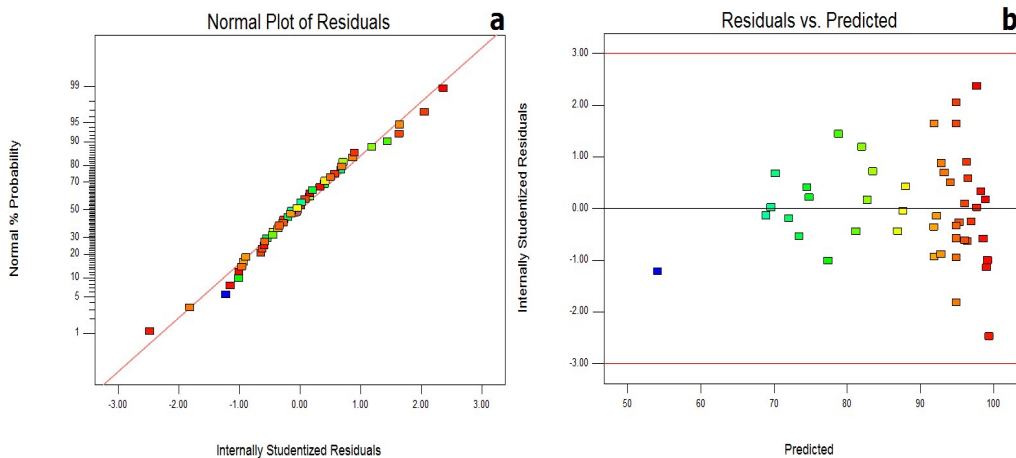 Normal Plot of Residuals
a
Normal % Probability
99
95
90
80
70
50
30
20
10
5
1
-3.00 -2.00 -1.00 0.00 1.00 2.00 3.00
Internally Studentized Residuals
Residuals vs. Predicted
b
Internally Studentized Residuals
3.00
2.00
1.00
0.00
-1.00
-2.00
-3.00
50 60 70 80 90 100
Predicted